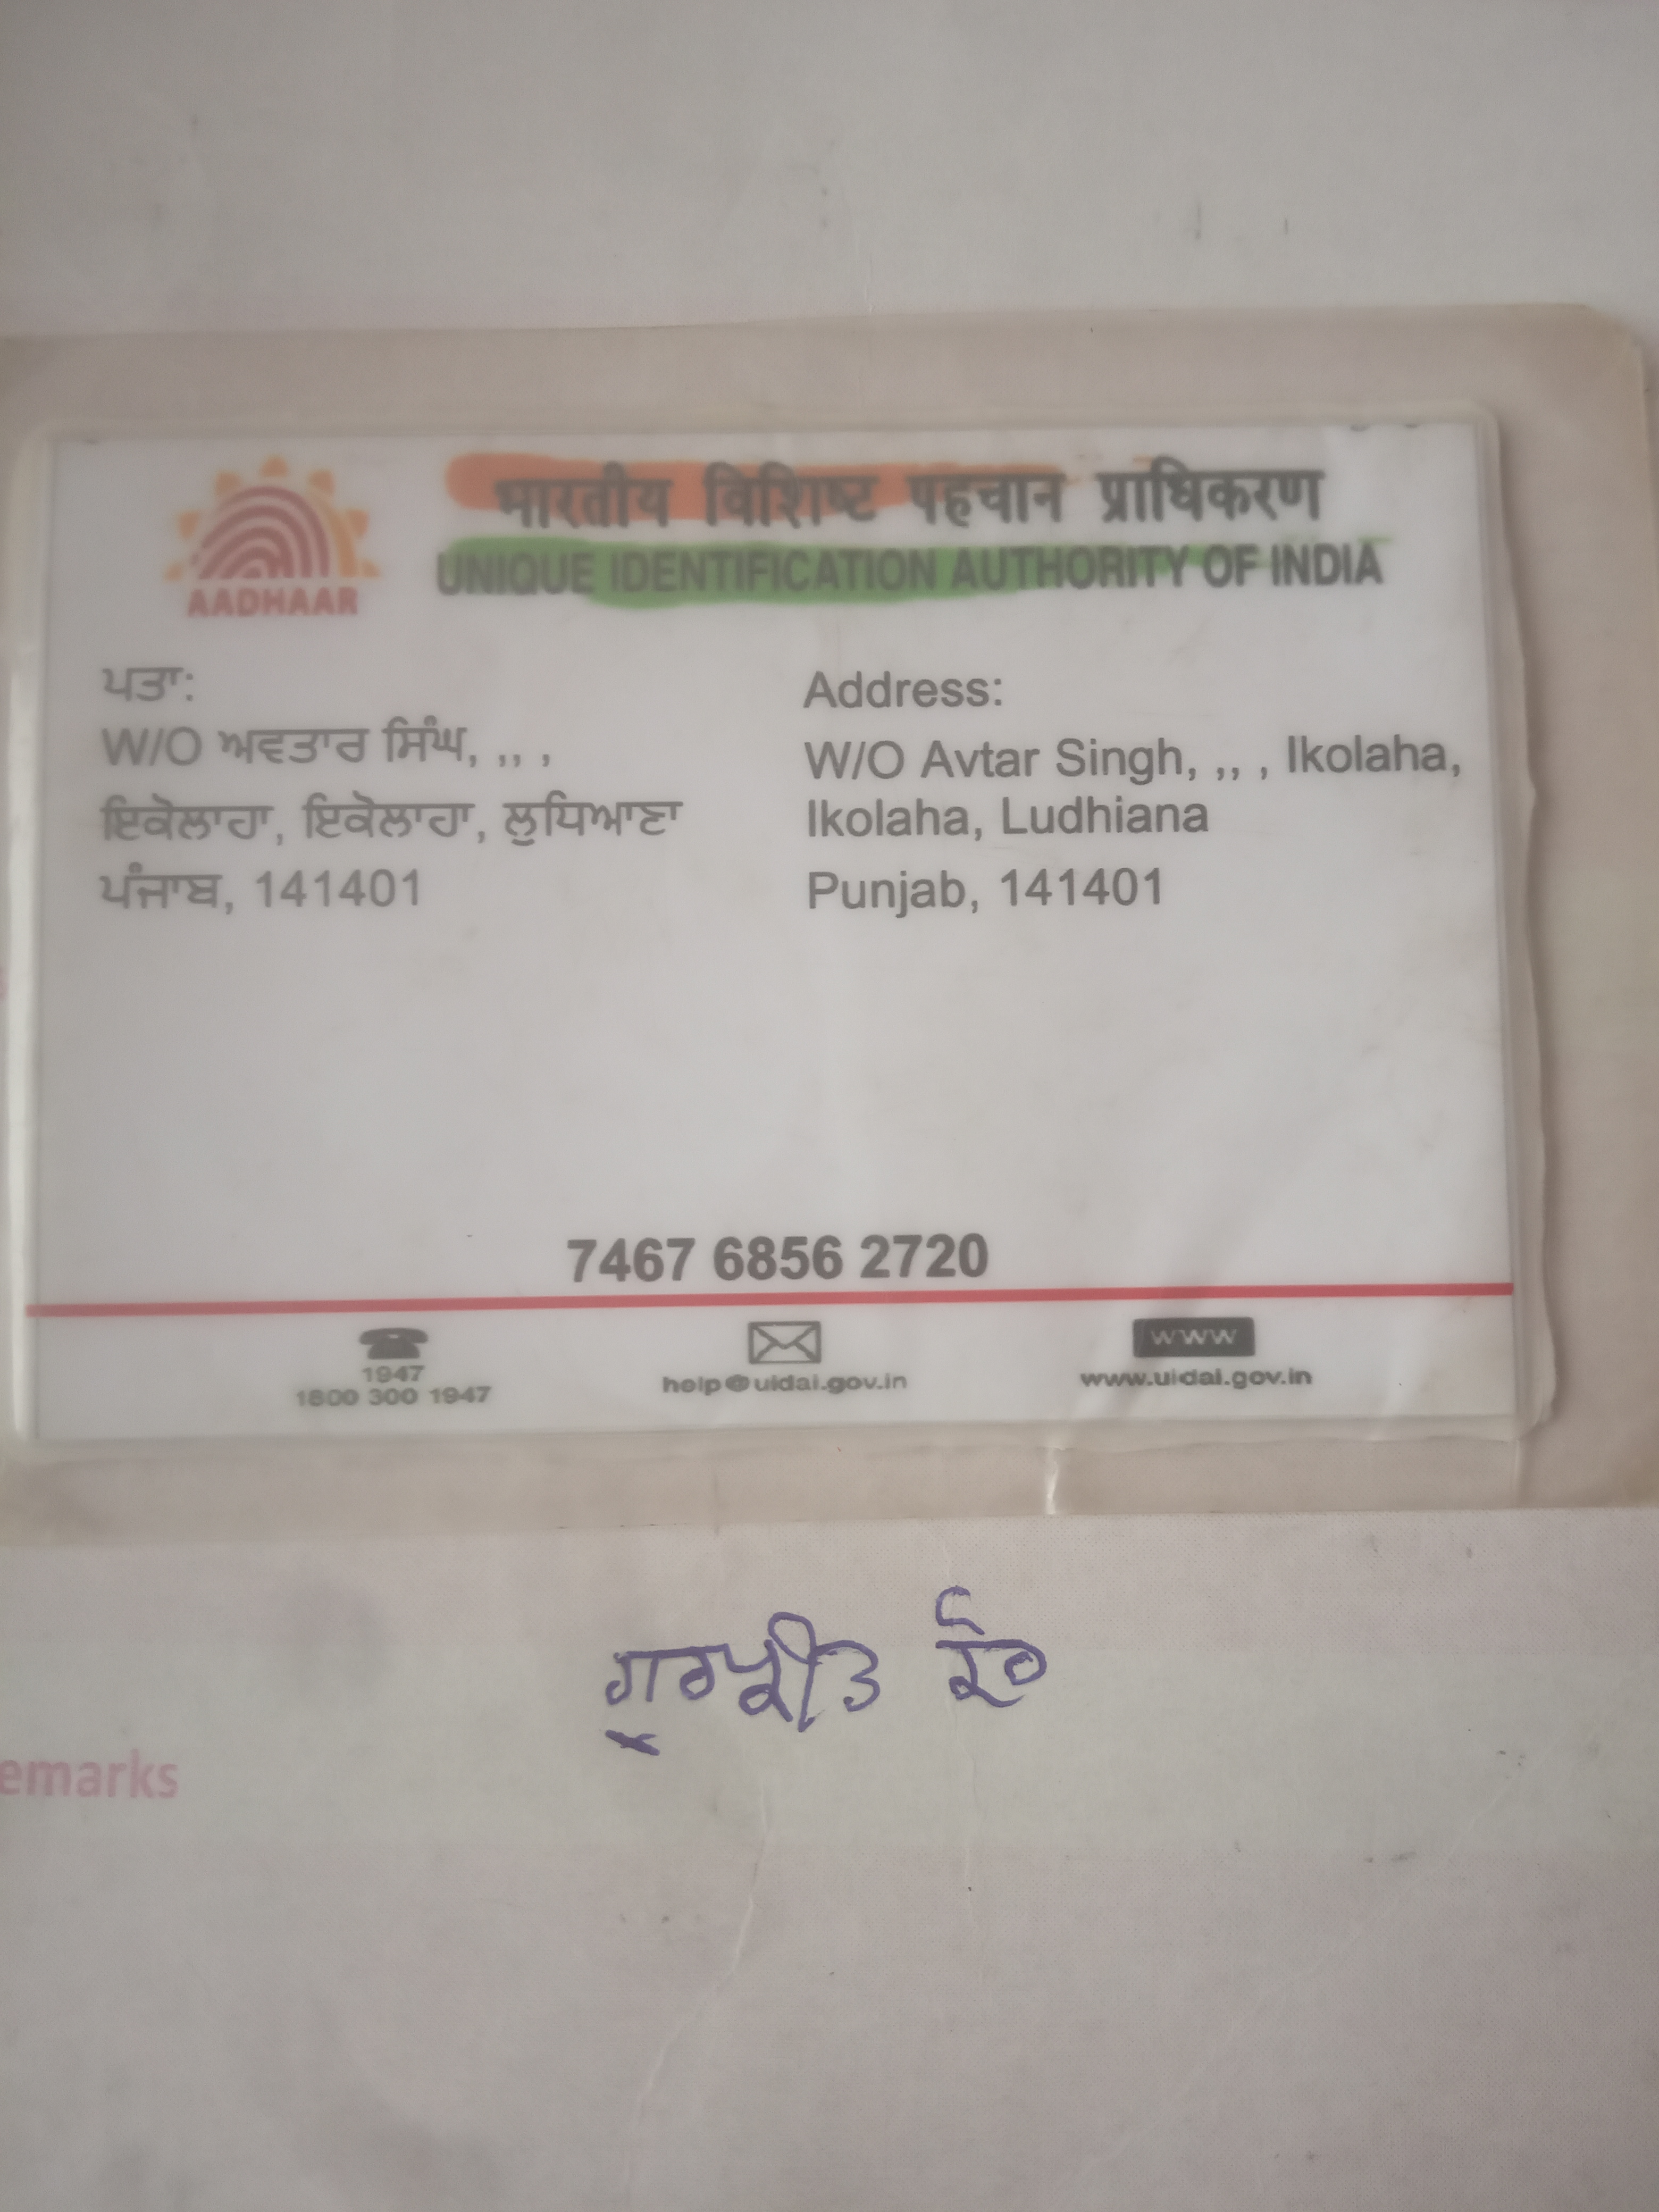 भारतीय विशिष्ट पहचान प्राधिकरण
UNIQUE IDENTIFICATION AUTHORITY OF INDIA
AADHAAR
ਪਤਾ:
W/O ਅਵਤਾਰ ਸਿੰਘ, ,, ,
ਇਕੋਲਾਹਾ, ਇਕੋਲਾਹਾ, ਲੁਧਿਆਣਾ
ਪੰਜਾਬ, 141401
Address:
W/O Avtar Singh, ,, , Ikolaha,
Ikolaha, Ludhiana
Punjab, 141401
7467 6856 2720
1947
1800 300 1947
help@uidai.gov.in
www
www.uidai.gov.in
ਗੁਰਪ੍ਰੀਤ ਕੌਰ
emarks